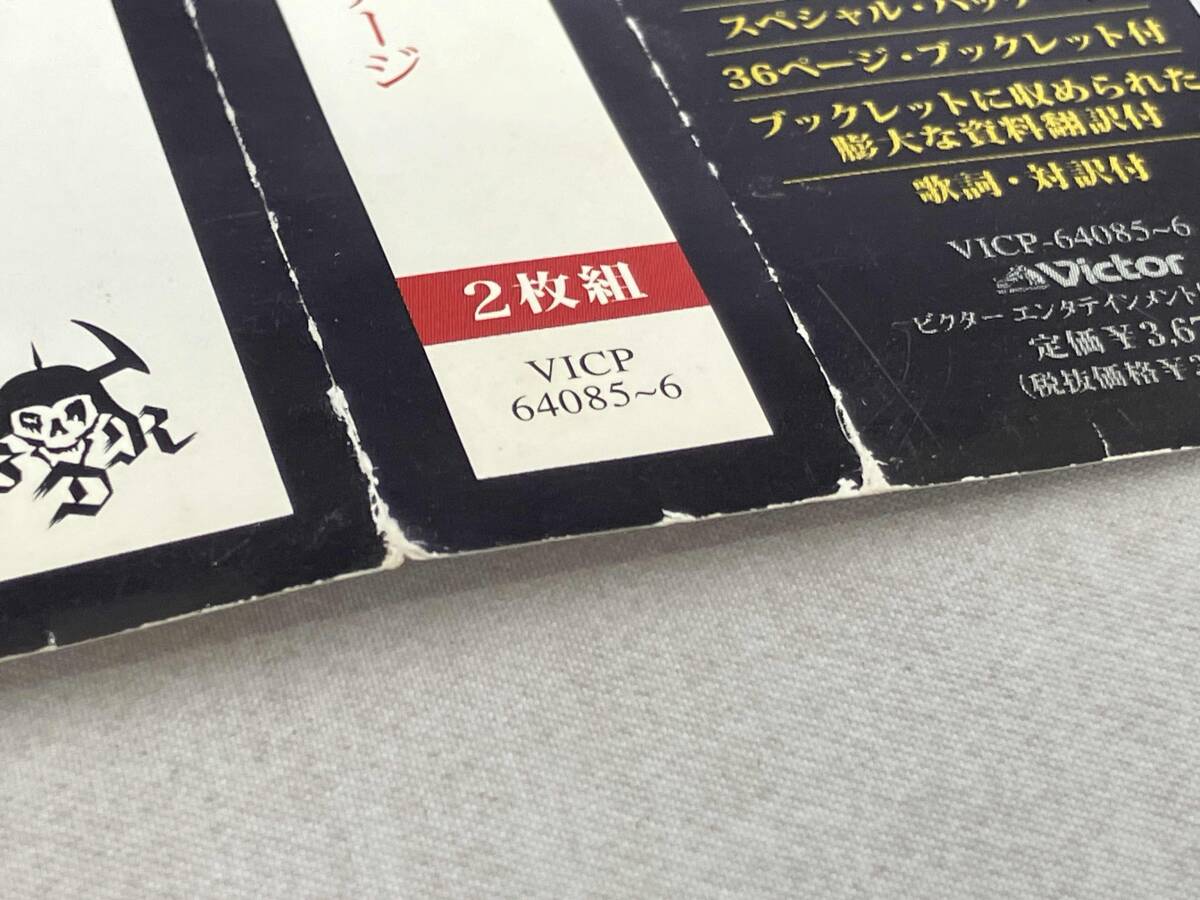 ージ
2枚組
VICP
64085~6
スペシャル・パッケー
36ページ・ブックレット付
ブックレットに収められた
膨大な資料翻訳付
歌詞・対訳付
VICP-64085~6
Victor
ビクター エンタテインメント
定価¥3,6
(税抜価格¥3